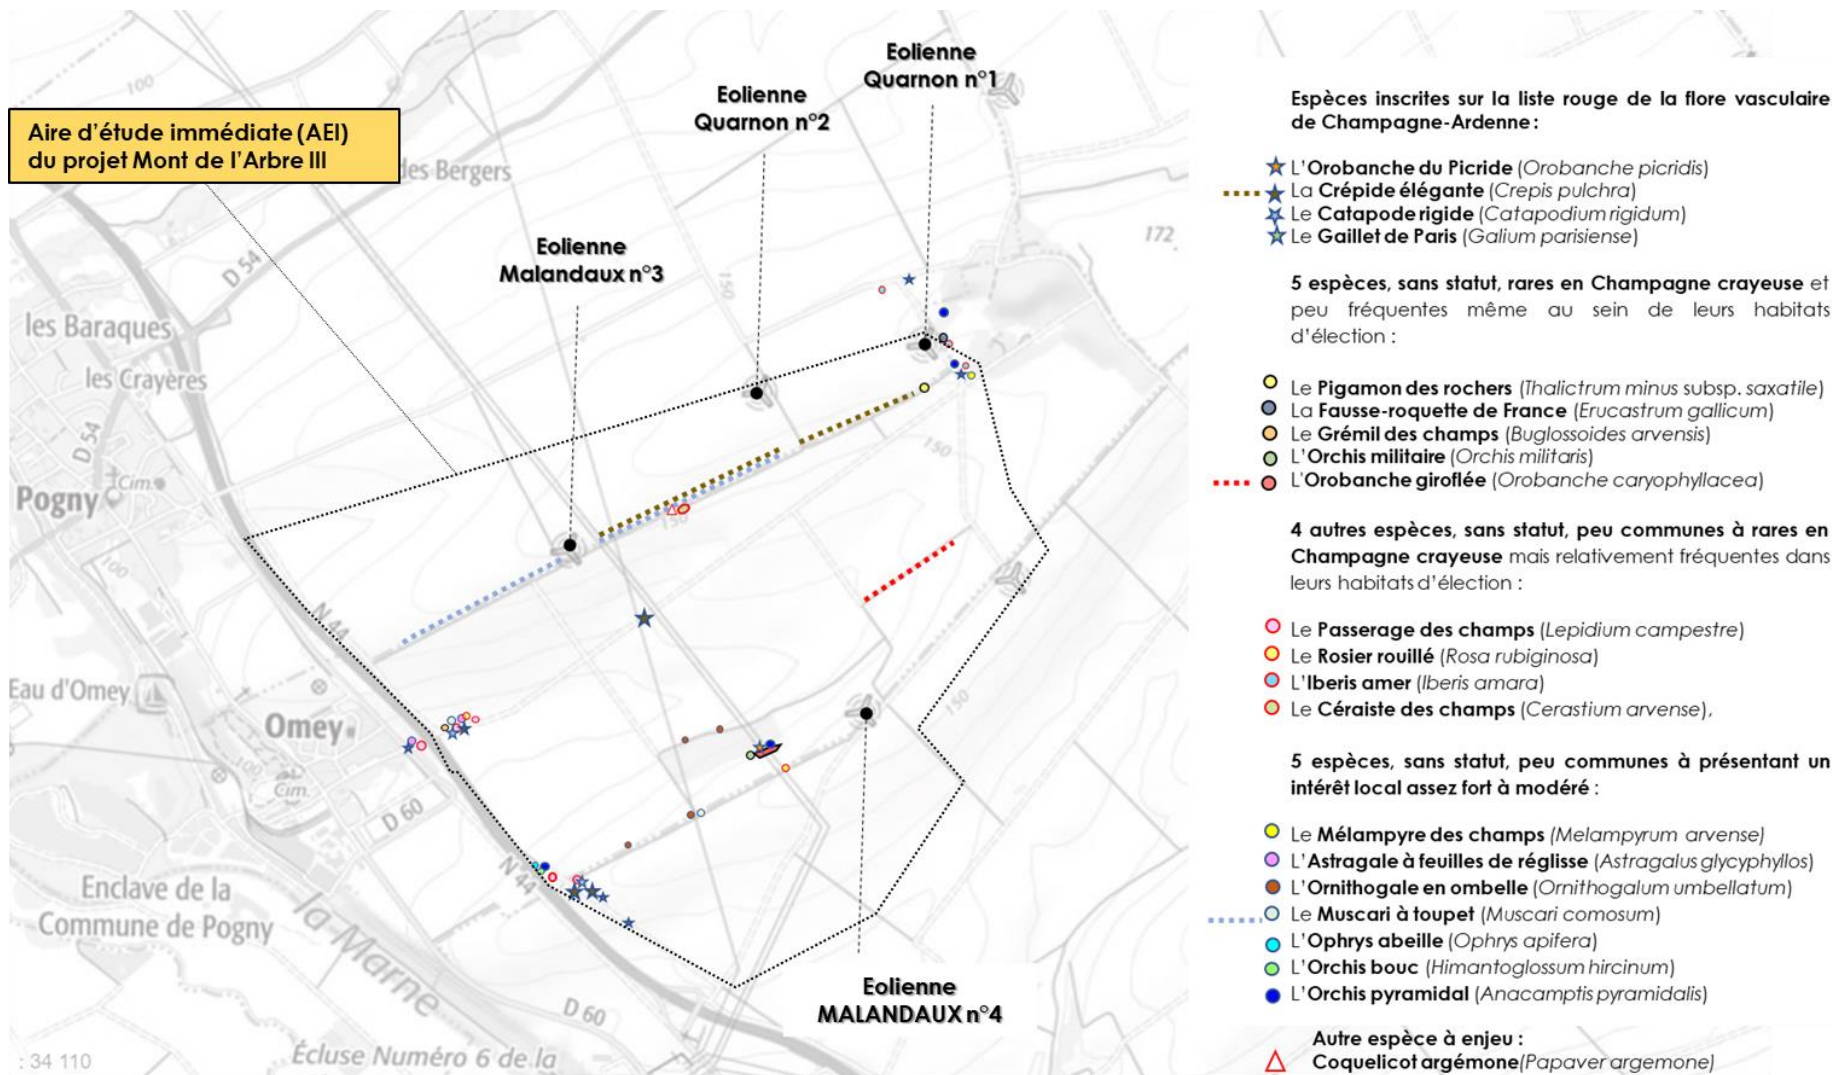 Eolienne
Quarnon n°1
Eolienne
Quarnon n°2
Aire d'étude immédiate (AEI)
du projet Mont de l'Arbre III
100
des Bergers
D 54
Eolienne
Malandaux n°3
172
150
les Baraques
les Crayères
D 54
Pogny
Cim.
100
150
150
N 44
Eau d'Omey
Omey
150
100
Cim.
D 60
N 44
Enclave de la
Commune de Pogny
la Marne
D 60
Eolienne
MALANDAUX n°4
: 34 110
Écluse Numéro 6 de la
Espèces inscrites sur la liste rouge de la flore vasculaire
de Champagne-Ardenne :
L'Orobanche du Picride (Orobanche picridis)
La Crépide élégante (Crepis pulchra)
Le Catapode rigide (Catapodium rigidum)
Le Gaillet de Paris (Galium parisiense)
5 espèces, sans statut, rares en Champagne crayeuse et
peu fréquentes même au sein de leurs habitats
d'élection :
Le Pigamon des rochers (Thalictrum minus subsp. saxatile)
La Fausse-roquette de France (Erucastrum gallicum)
Le Grémil des champs (Buglossoides arvensis)
L'Orchis militaire (Orchis militaris)
L'Orobanche giroflée (Orobanche caryophyllacea)
4 autres espèces, sans statut, peu communes à rares en
Champagne crayeuse mais relativement fréquentes dans
leurs habitats d'élection :
Le Passerage des champs (Lepidium campestre)
Le Rosier rouillé (Rosa rubiginosa)
L'Iberis amer (Iberis amara)
Le Céraiste des champs (Cerastium arvense),
5 espèces, sans statut, peu communes à présentant un
intérêt local assez fort à modéré :
Le Mélampyre des champs (Melampyrum arvense)
L'Astragale à feuilles de réglisse (Astragalus glycyphyllos)
L'Ornithogale en ombelle (Ornithogalum umbellatum)
Le Muscari à toupet (Muscari comosum)
L'Ophrys abeille (Ophrys apifera)
L'Orchis bouc (Himantoglossum hircinum)
L'Orchis pyramidal (Anacamptis pyramidalis)
Autre espèce à enjeu :
Coquelicot argémone(Papaver argemone)